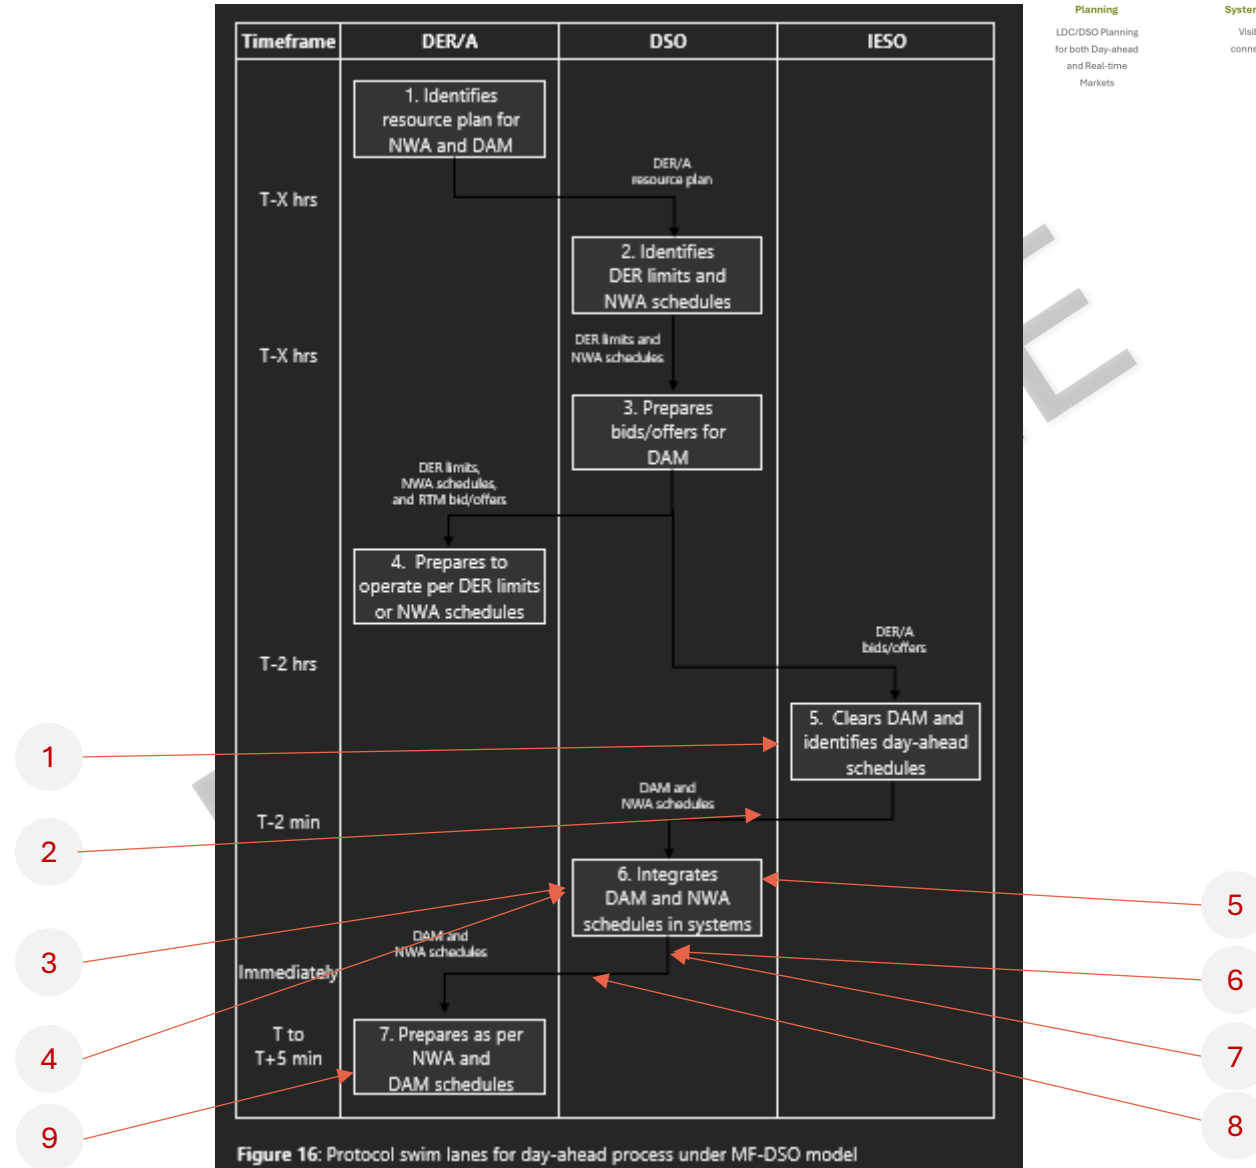 Timeframe DER/A DSO IESO
1. Identifies
resource plan for
NWA and DAM
DER/A
resource plan
T-X hrs
2. Identifies
DER limits and
NWA schedules
DER limits and
NWA schedules
T-X hrs
3. Prepares
bids/offers for
DAM
DER limits,
NWA schedules,
and RTM bid/offers
4. Prepares to
operate per DER limits
or NWA schedules
DER/A
bids/offers
T-2 hrs
5. Clears DAM and
identifies day-ahead
schedules
DAM and
NWA schedules
T-2 min
6. Integrates
DAM and NWA
schedules in systems
DAM and
NWA schedules
Immediately
7. Prepares as per
NWA and
DAM schedules
T to
T+5 min
Figure 16: Protocol swim lanes for day-ahead process under MF-DSO model
1
2
3
4
9
5
6
7
8
Planning
LDC/DSO Planning
for both Day-ahead
and Real-time
Markets